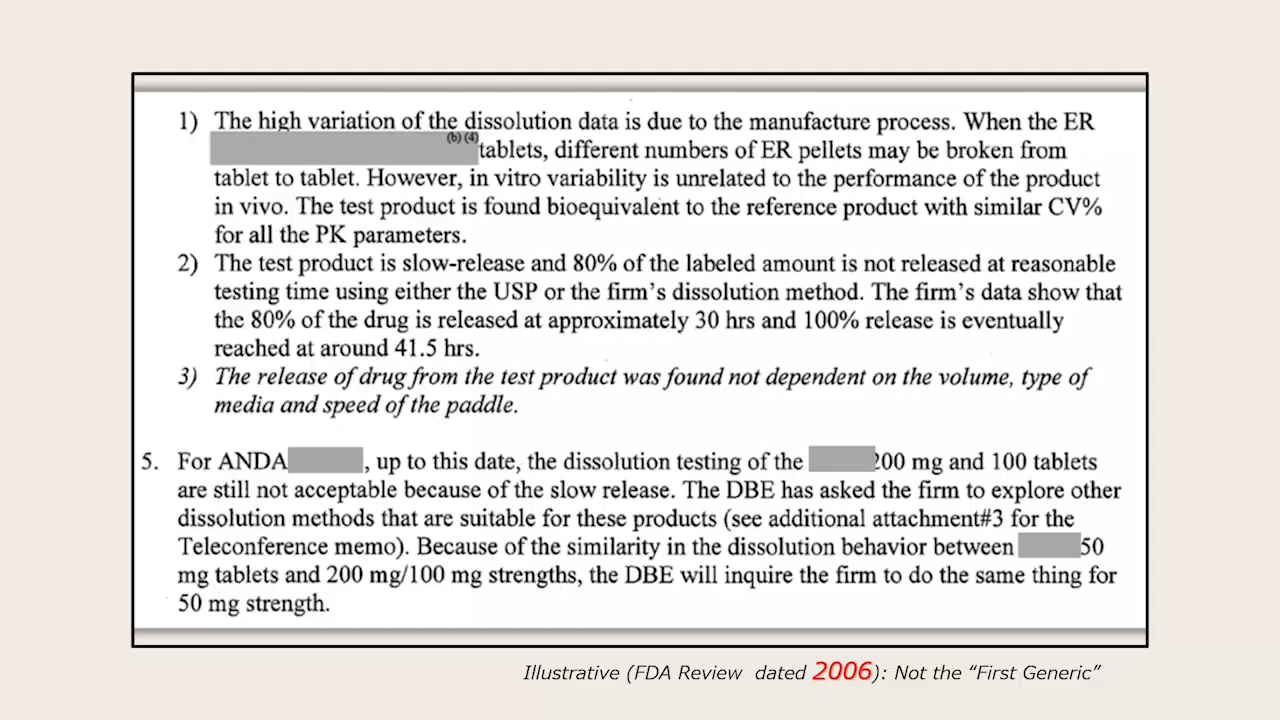 1) The high variation of the dissolution data is due to the manufacture process. When the ER
(b) (4)
tablets, different numbers of ER pellets may be broken from
tablet to tablet. However, in vitro variability is unrelated to the performance of the product
in vivo. The test product is found bioequivalent to the reference product with similar CV%
for all the PK parameters.
2) The test product is slow-release and 80% of the labeled amount is not released at reasonable
testing time using either the USP or the firm's dissolution method. The firm's data show that
the 80% of the drug is released at approximately 30 hrs and 100% release is eventually
reached at around 41.5 hrs.
3) The release of drug from the test product was found not dependent on the volume, type of
media and speed of the paddle.
5. For ANDA , up to this date, the dissolution testing of the 200 mg and 100 tablets
are still not acceptable because of the slow release. The DBE has asked the firm to explore other
dissolution methods that are suitable for these products (see additional attachment#3 for the
Teleconference memo). Because of the similarity in the dissolution behavior between 50
mg tablets and 200 mg/100 mg strengths, the DBE will inquire the firm to do the same thing for
50 mg strength.
Illustrative (FDA Review dated 2006): Not the “First Generic”